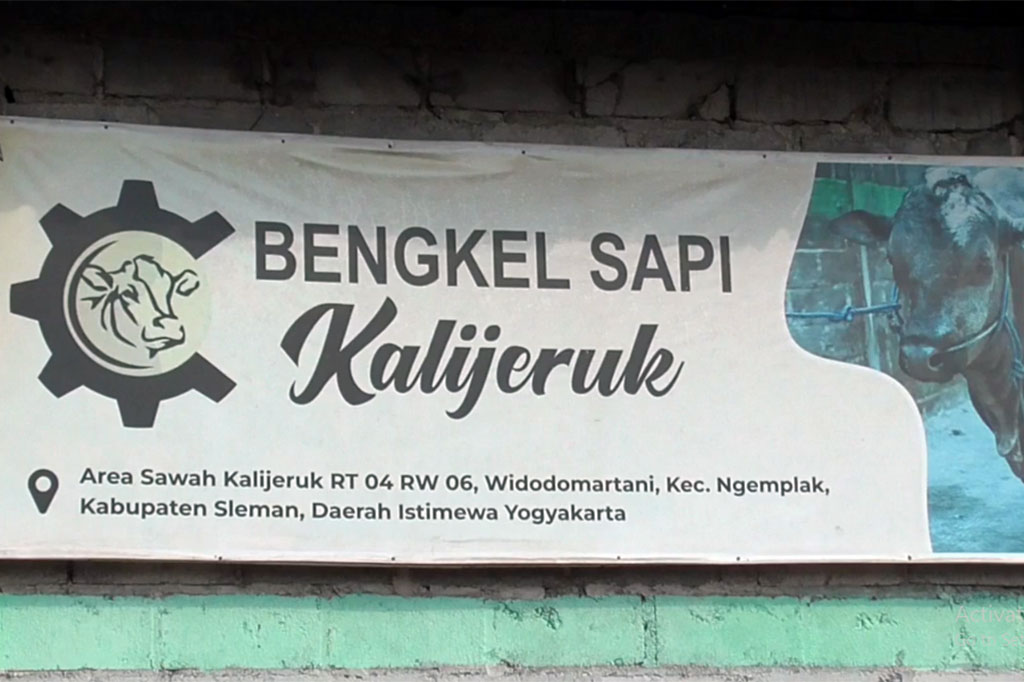 BENGKEL SAPI
Kalijeruk
Area Sawah Kalijeruk RT 04 RW 06, Widodomartani, Kec. Ngemplak,
Kabupaten Sleman, Daerah Istimewa Yogyakarta